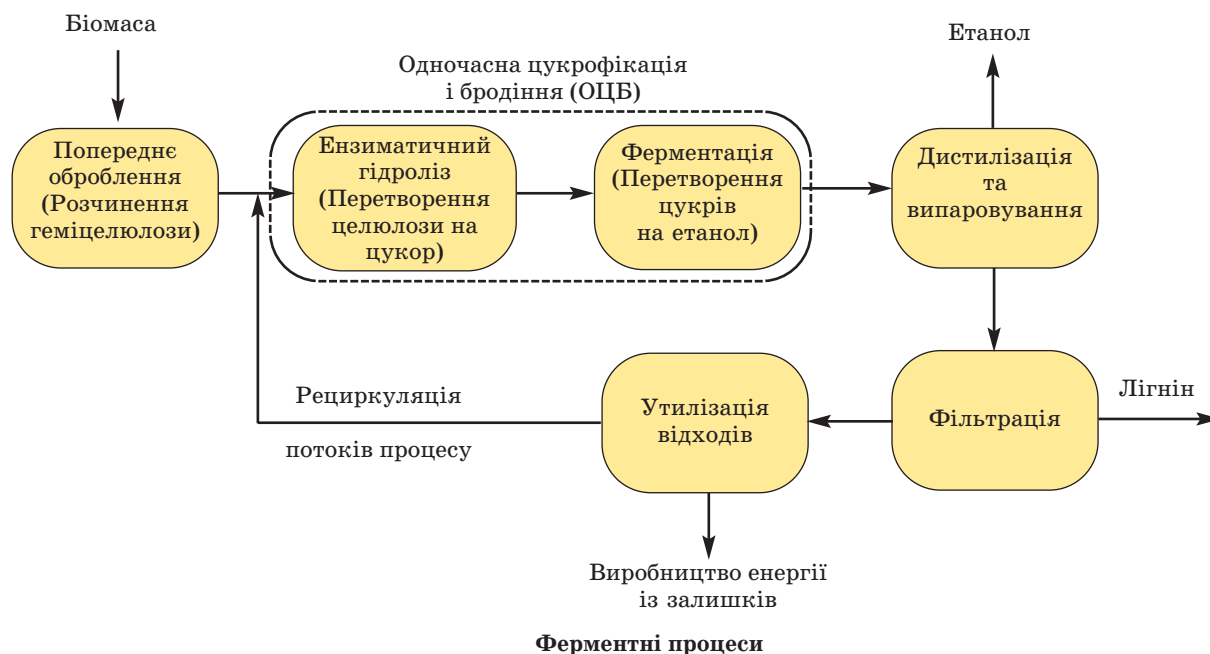 Біомаса
Етанол
Одночасна цукрофікація
і бродіння (ОЦБ)
Попереднє
оброблення
(Розчинення
геміцелюлози)
Ензиматичний
гідроліз
(Перетворення
целюлози на
цукор)
Ферментація
(Перетворення
цукрів
на етанол)
Дистилізація
та
випаровування
Рециркуляція
потоків процесу
Утилізація
відходів
Фільтрація
Лігнін
Виробництво енергії
із залишків
Ферментні процеси